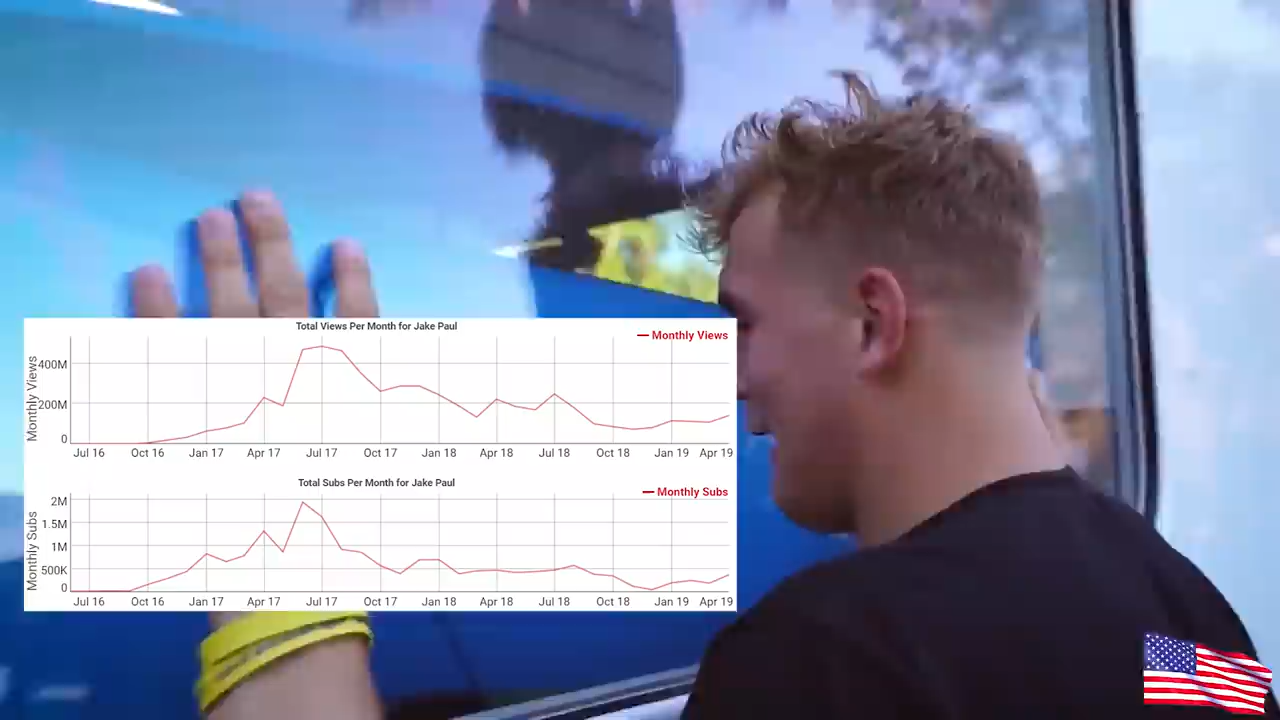 Total Views Per Month for Jake Paul
Monthly Views
Monthly Views
400M
200M
0
Jul 16 Oct 16 Jan 17 Apr 17 Jul 17 Oct 17 Jan 18 Apr 18 Jul 18 Oct 18 Jan 19 Apr 19
Total Subs Per Month for Jake Paul
Monthly Subs
Monthly Subs
2M
1.5M
1M
500K
0
Jul 16 Oct 16 Jan 17 Apr 17 Jul 17 Oct 17 Jan 18 Apr 18 Jul 18 Oct 18 Jan 19 Apr 19